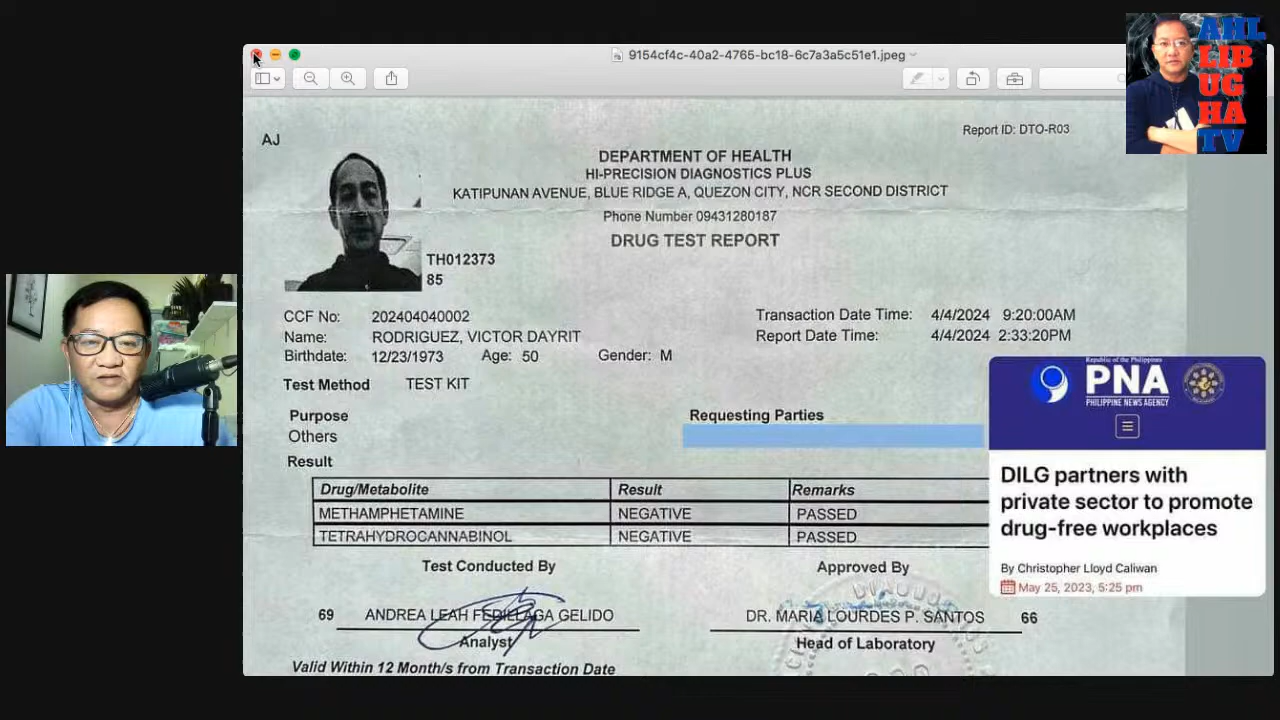 9154cf4c-40a2-4765-bc18-6c7a3a5c51e1.jpeg
AHL
LIB
UG
HA
TV
AJ
Report ID: DTO-R03
DEPARTMENT OF HEALTH
HI-PRECISION DIAGNOSTICS PLUS
KATIPUNAN AVENUE, BLUE RIDGE A, QUEZON CITY, NCR SECOND DISTRICT
Phone Number 09431280187
DRUG TEST REPORT
TH012373
85
CCF No: 202404040002
Transaction Date Time: 4/4/2024 9:20:00AM
Name: RODRIGUEZ, VICTOR DAYRIT
Report Date Time: 4/4/2024 2:33:20PM
Birthdate: 12/23/1973 Age: 50 Gender: M
Test Method TEST KIT
Purpose
Others
Requesting Parties
Result
Drug/Metabolite Result Remarks
METHAMPHETAMINE NEGATIVE PASSED
TETRAHYDROCANNABINOL NEGATIVE PASSED
Test Conducted By
Approved By
69 ANDREA LEAH FEDILLAGA GELIDO
Analyst
DR. MARIA LOURDES P. SANTOS 66
Head of Laboratory
Valid Within 12 Month/s from Transaction Date
Republic of the Philippines
PNA
PHILIPPINE NEWS AGENCY
DILG partners with
private sector to promote
drug-free workplaces
By Christopher Lloyd Caliwan
May 25, 2023, 5:25 pm